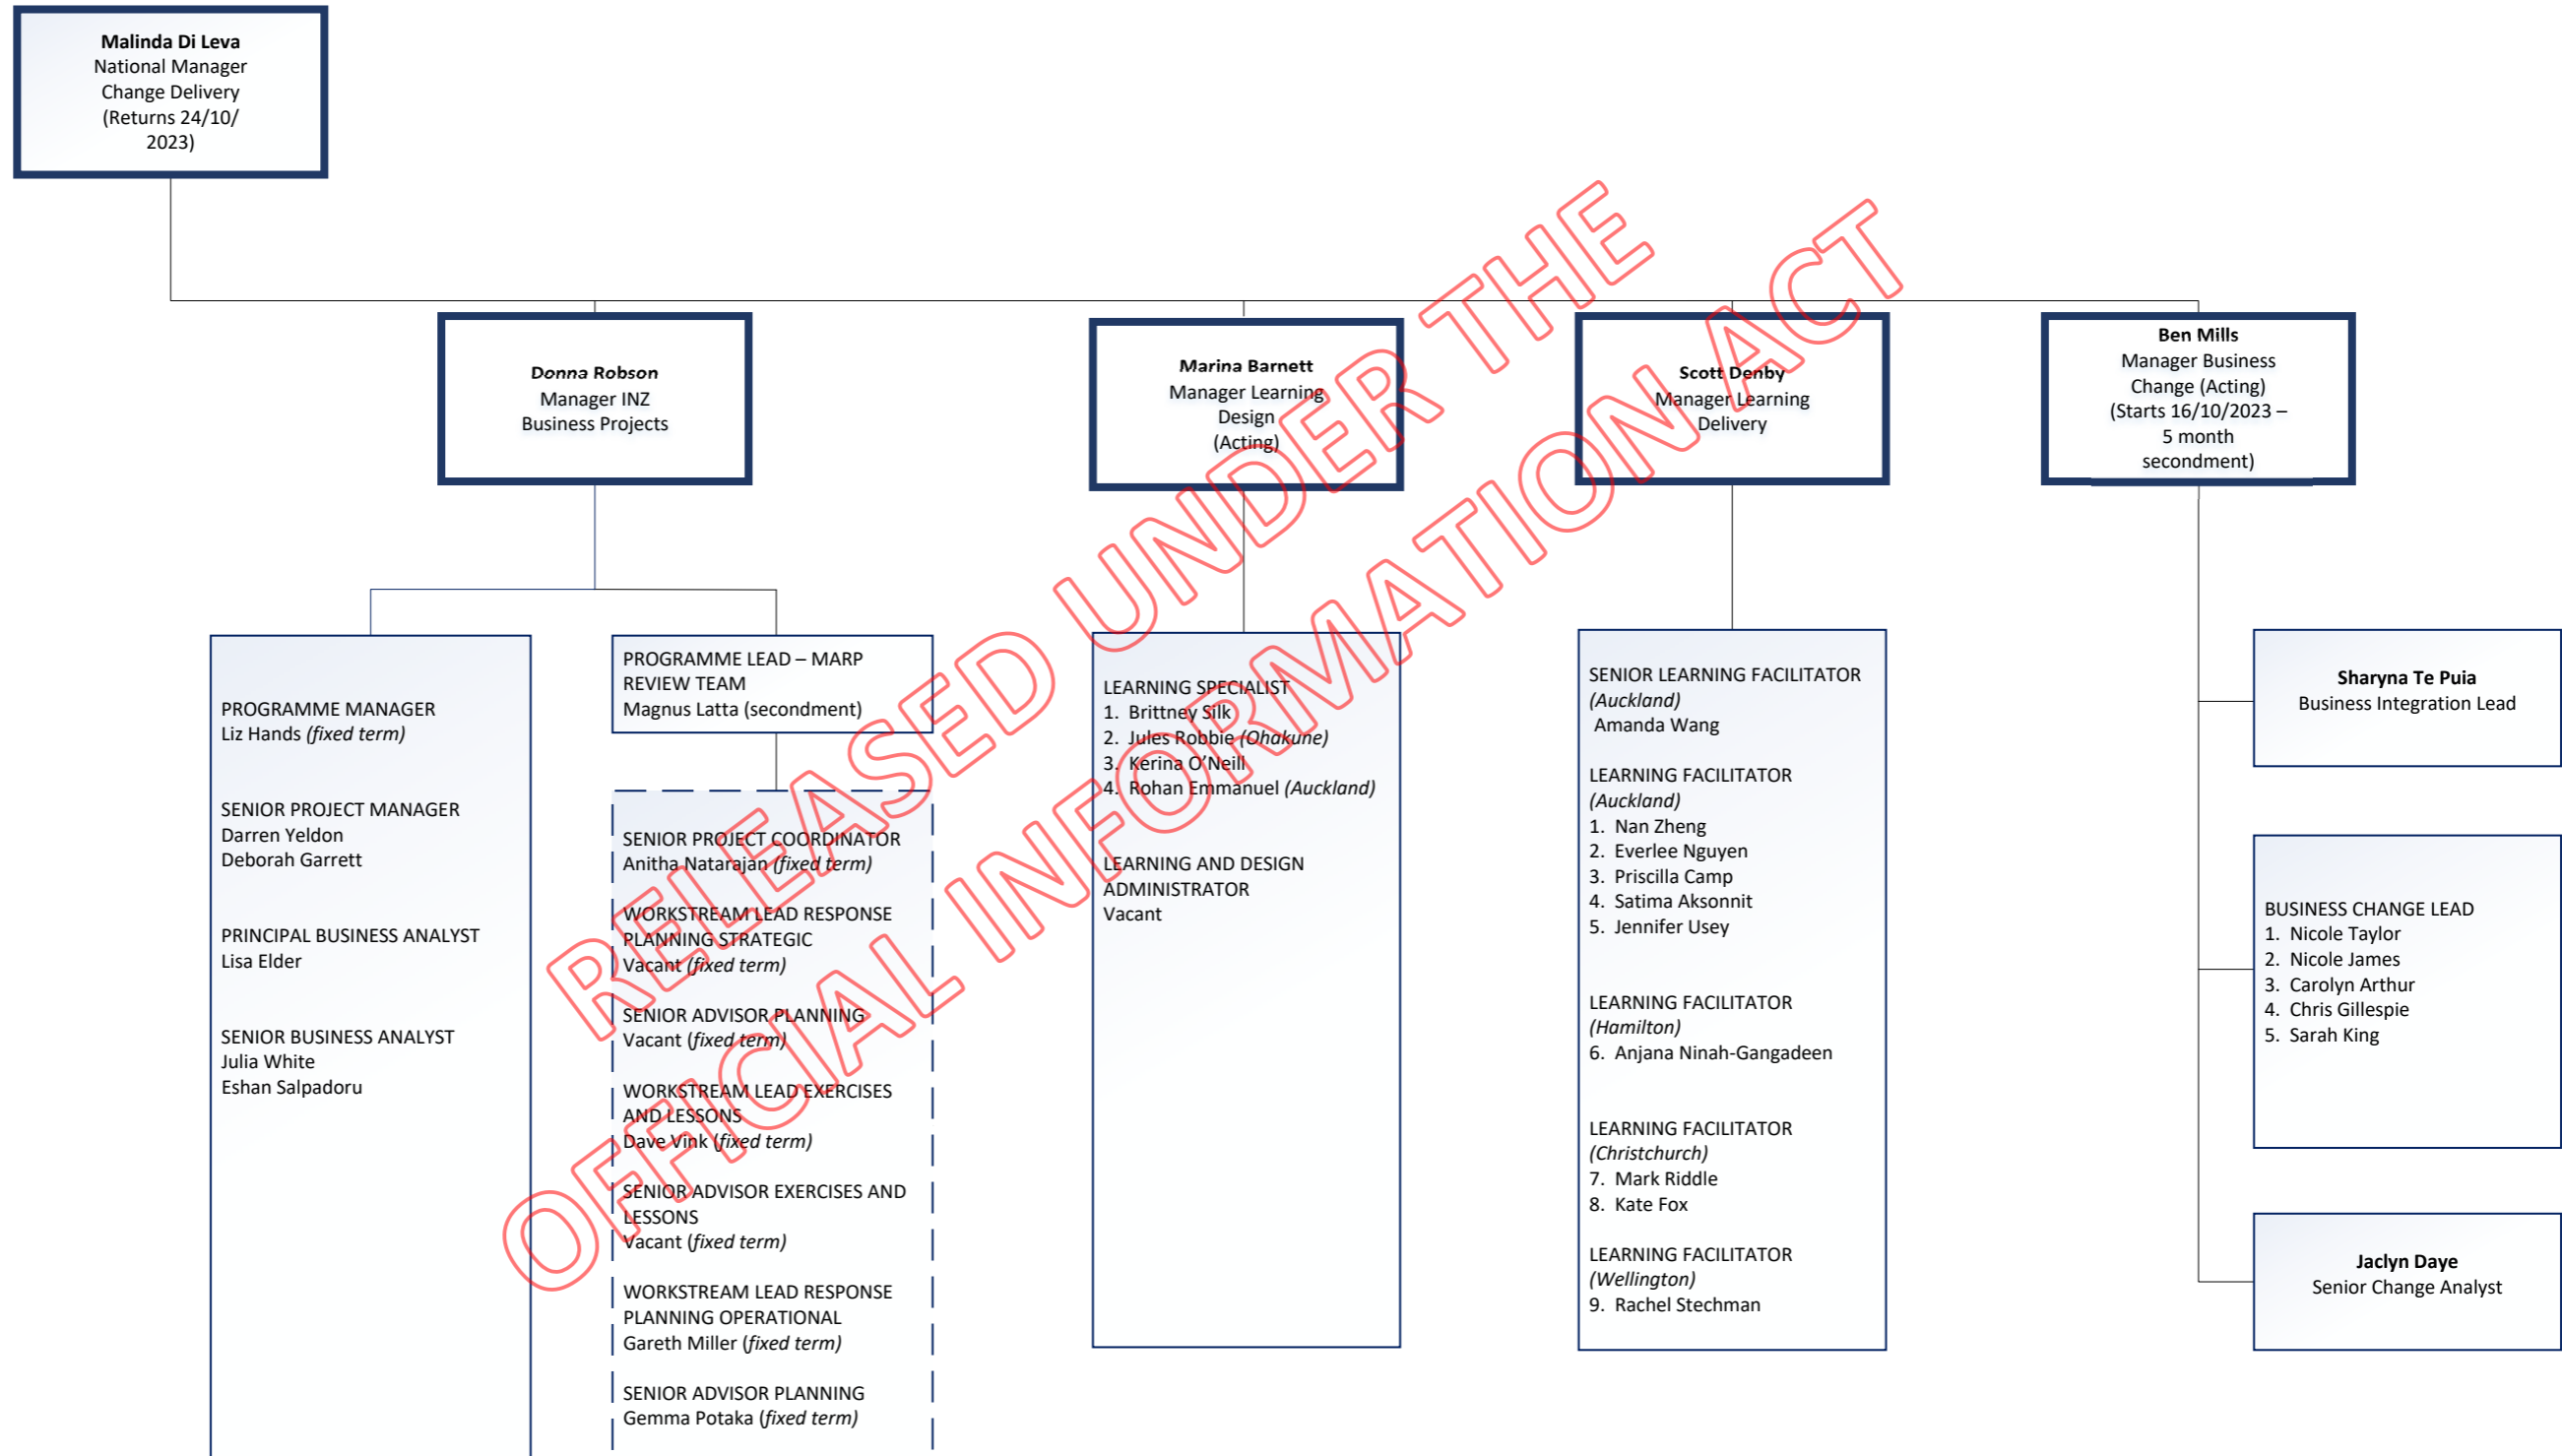 Malinda Di Leva
National Manager
Change Delivery
(Returns 24/10/
2023)
Donna Robson
Manager INZ
Business Projects
Marina Barnett
Manager Learning
Design
(Acting)
Scott Denby
Manager Learning
Delivery
Ben Mills
Manager Business
Change (Acting)
(Starts 16/10/2023 –
5 month
secondment)
PROGRAMME MANAGER
Liz Hands (fixed term)
SENIOR PROJECT MANAGER
Darren Yeldon
Deborah Garrett
PRINCIPAL BUSINESS ANALYST
Lisa Elder
SENIOR BUSINESS ANALYST
Julia White
Eshan Salpadoru
PROGRAMME LEAD – MARP
REVIEW TEAM
Magnus Latta (secondment)
SENIOR PROJECT COORDINATOR
Anitha Natarajan (fixed term)
WORKSTREAM LEAD RESPONSE
PLANNING STRATEGIC
Vacant (fixed term)
SENIOR ADVISOR PLANNING
Vacant (fixed term)
WORKSTREAM LEAD EXERCISES
AND LESSONS
Dave Vink (fixed term)
SENIOR ADVISOR EXERCISES AND
LESSONS
Vacant (fixed term)
WORKSTREAM LEAD RESPONSE
PLANNING OPERATIONAL
Gareth Miller (fixed term)
SENIOR ADVISOR PLANNING
Gemma Potaka (fixed term)
LEARNING SPECIALIST
1. Brittney Silk
2. Jules Robbie (Ohakune)
3. Kerina O’Neill
4. Rohan Emmanuel (Auckland)
LEARNING AND DESIGN
ADMINISTRATOR
Vacant
SENIOR LEARNING FACILITATOR
(Auckland)
Amanda Wang
LEARNING FACILITATOR
(Auckland)
1. Nan Zheng
2. Everlee Nguyen
3. Priscilla Camp
4. Satima Aksonnit
5. Jennifer Usey
LEARNING FACILITATOR
(Hamilton)
6. Anjana Ninah-Gangadeen
LEARNING FACILITATOR
(Christchurch)
7. Mark Riddle
8. Kate Fox
LEARNING FACILITATOR
(Wellington)
9. Rachel Stechman
Sharyna Te Puia
Business Integration Lead
BUSINESS CHANGE LEAD
1. Nicole Taylor
2. Nicole James
3. Carolyn Arthur
4. Chris Gillespie
5. Sarah King
Jaclyn Daye
Senior Change Analyst
RELEASED UNDER THE
OFFICIAL INFORMATION ACT